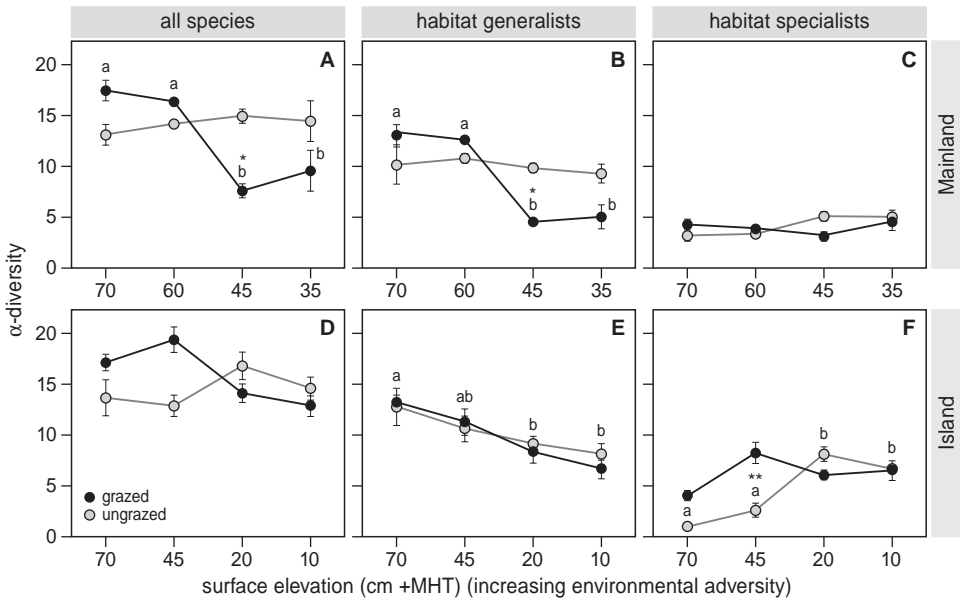 all species
habitat generalists
habitat specialists
A
B
C
20
15
10
5
0
a
a
*
b
b
a
a
*
b
b
70
60
45
35
70
60
45
35
70
60
45
35
Mainland
α-diversity
D
E
F
20
15
10
5
0
a
ab
b
b
a
**
a
b
b
grazed
ungrazed
70
45
20
10
70
45
20
10
70
45
20
10
Island
surface elevation (cm +MHT) (increasing environmental adversity)